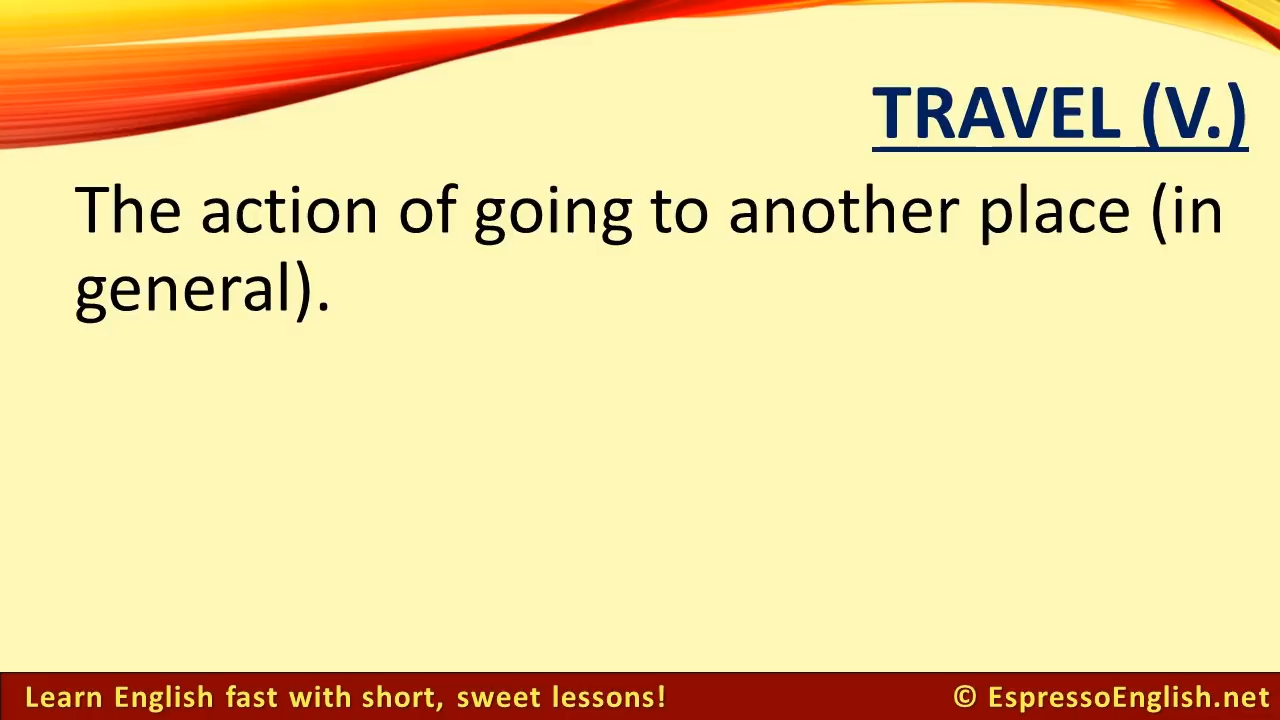 TRAVEL (V.)
The action of going to another place (in
general).
Learn English fast with short, sweet lessons!
© EspressoEnglish.net